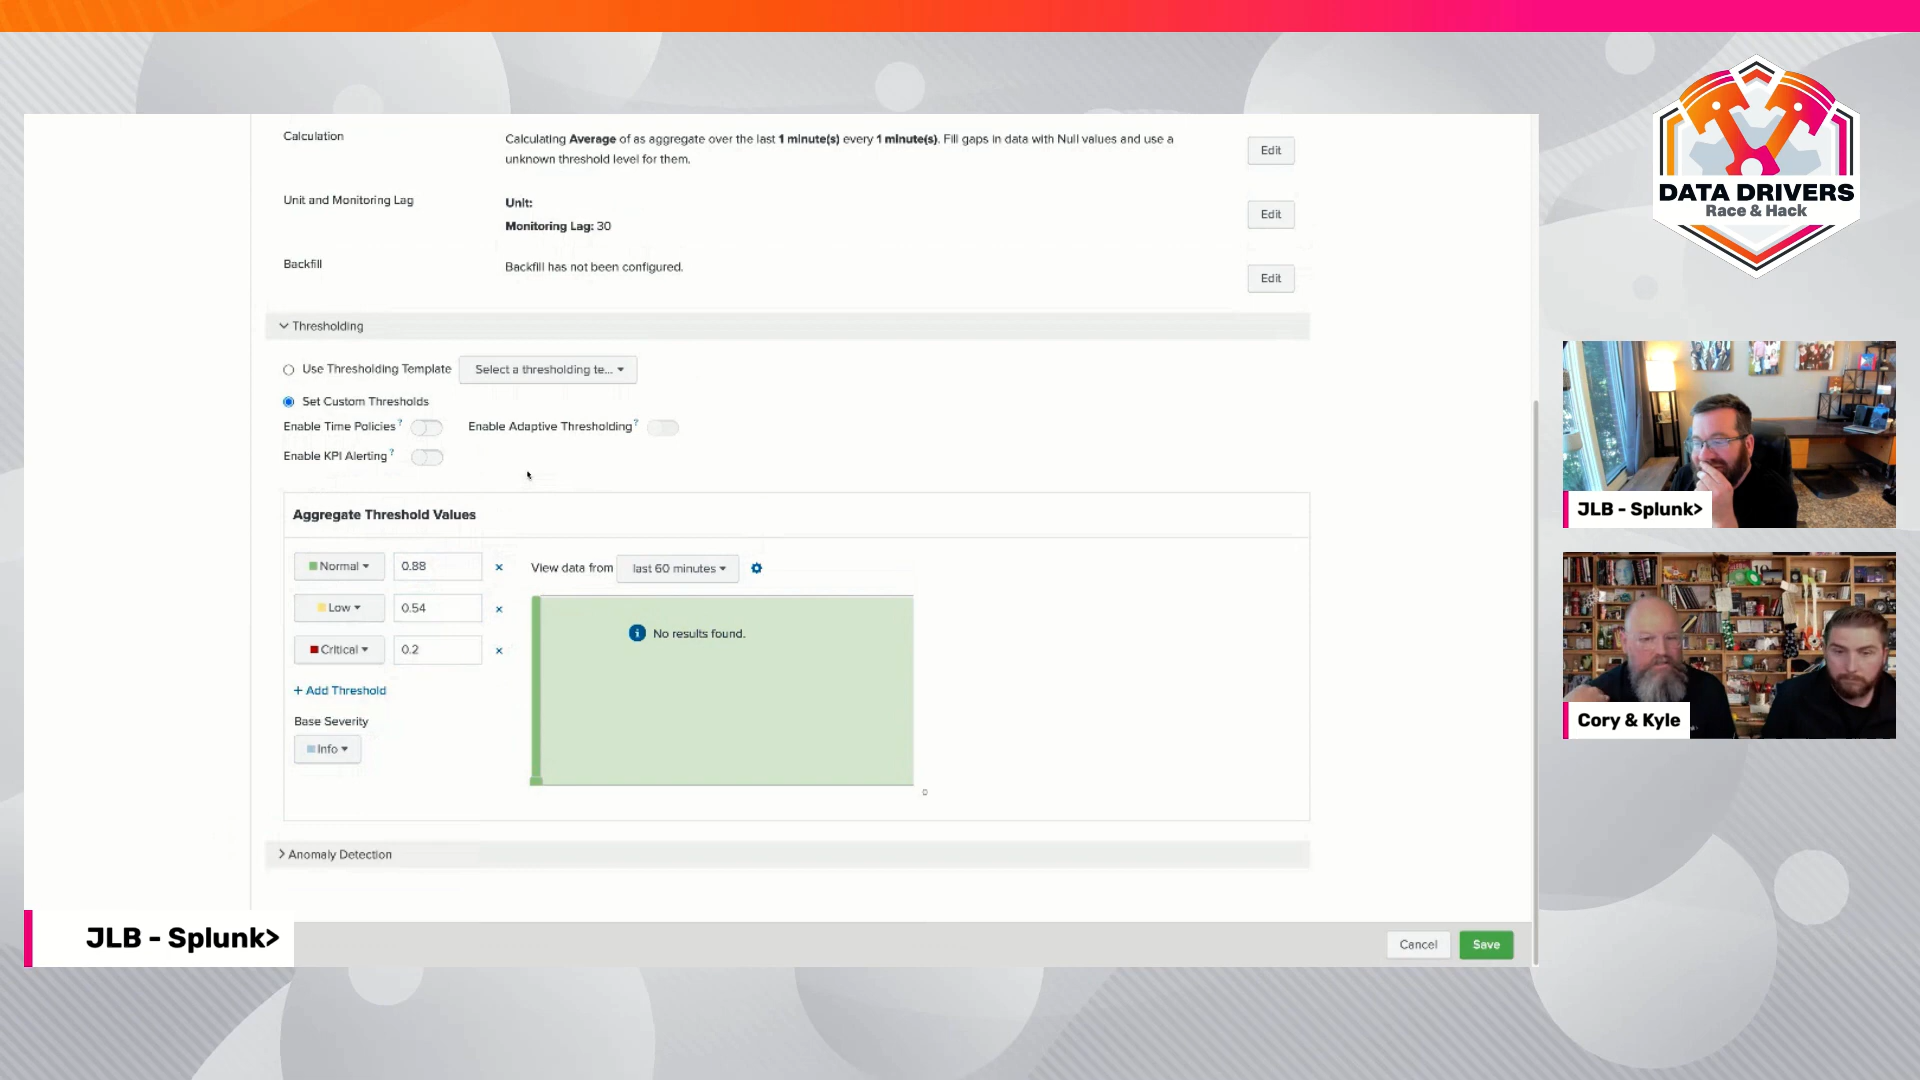 DATA DRIVERS
Race & Hack
Calculation
Calculating Average of as aggregate over the last 1 minute(s) every 1 minute(s). Fill gaps in data with Null values and use a
unknown threshold level for them.
Edit
Unit and Monitoring Lag
Unit:
Monitoring Lag: 30
Edit
Backfill
Backfill has not been configured.
Edit
Thresholding
Use Thresholding Template
Select a thresholding te...
Set Custom Thresholds
Enable Time Policies ?
Enable Adaptive Thresholding ?
Enable KPI Alerting ?
Aggregate Threshold Values
Normal
0.88
View data from
last 60 minutes
Low
0.54
No results found.
Critical
0.2
+ Add Threshold
Base Severity
Info
Anomaly Detection
Cancel
Save
JLB - Splunk>
JLB - Splunk>
Cory & Kyle